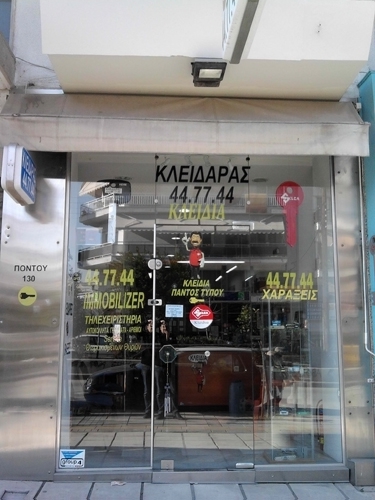 ΚΛΕΙΔΑΡΑΣ
44.77.44
ΚΛΕΙΔΙΑ
ΠΟΝΤΟΥ
130
44.77.44
IMMOBILIZER
ΤΗΛΕΧΕΙΡΙΣΤΗΡΙΑ
ΚΛΕΙΔΙΑ
ΠΑΝΤΟΣ ΤΥΠΟΥ
44.77.44
ΧΑΡΑΞΕΙΣ